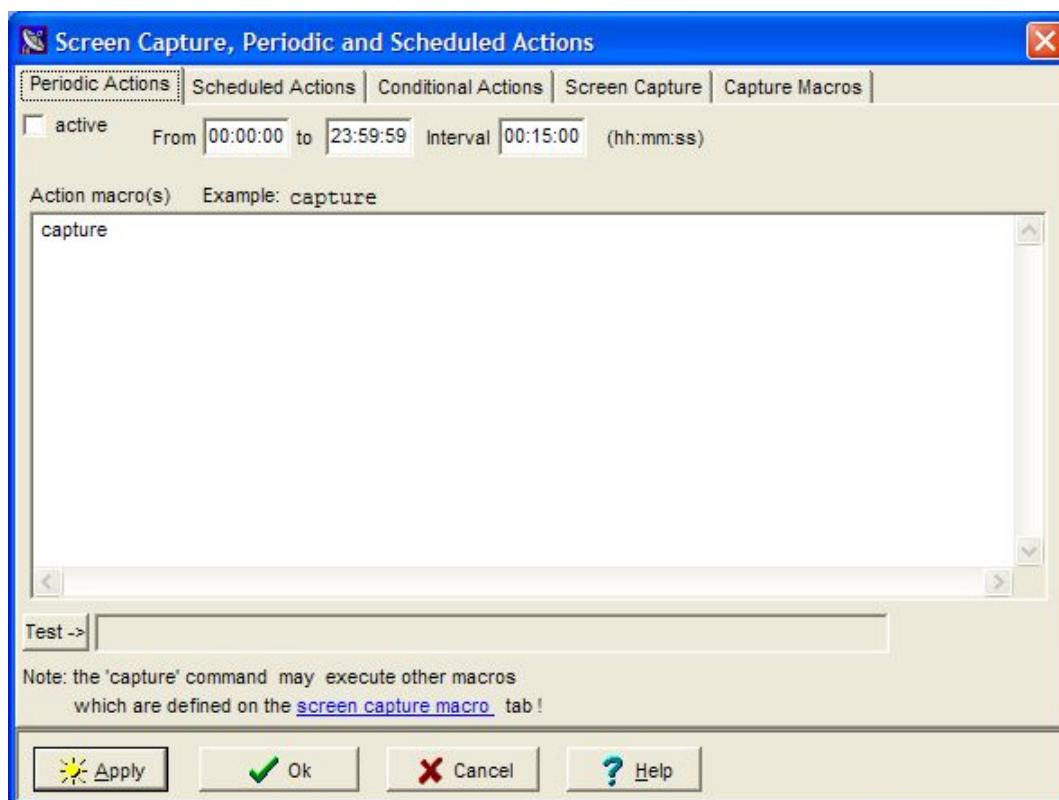 Screen Capture, Periodic and Scheduled Actions
Periodic Actions Scheduled Actions Conditional Actions Screen Capture Capture Macros
active From 00:00:00 to 23:59:59 Interval 00:15:00 (hh:mm:ss)
Action macro(s) Example: capture
capture
Test ->
Note: the 'capture' command may execute other macros
which are defined on the screen capture macro tab !
Apply Ok Cancel Help